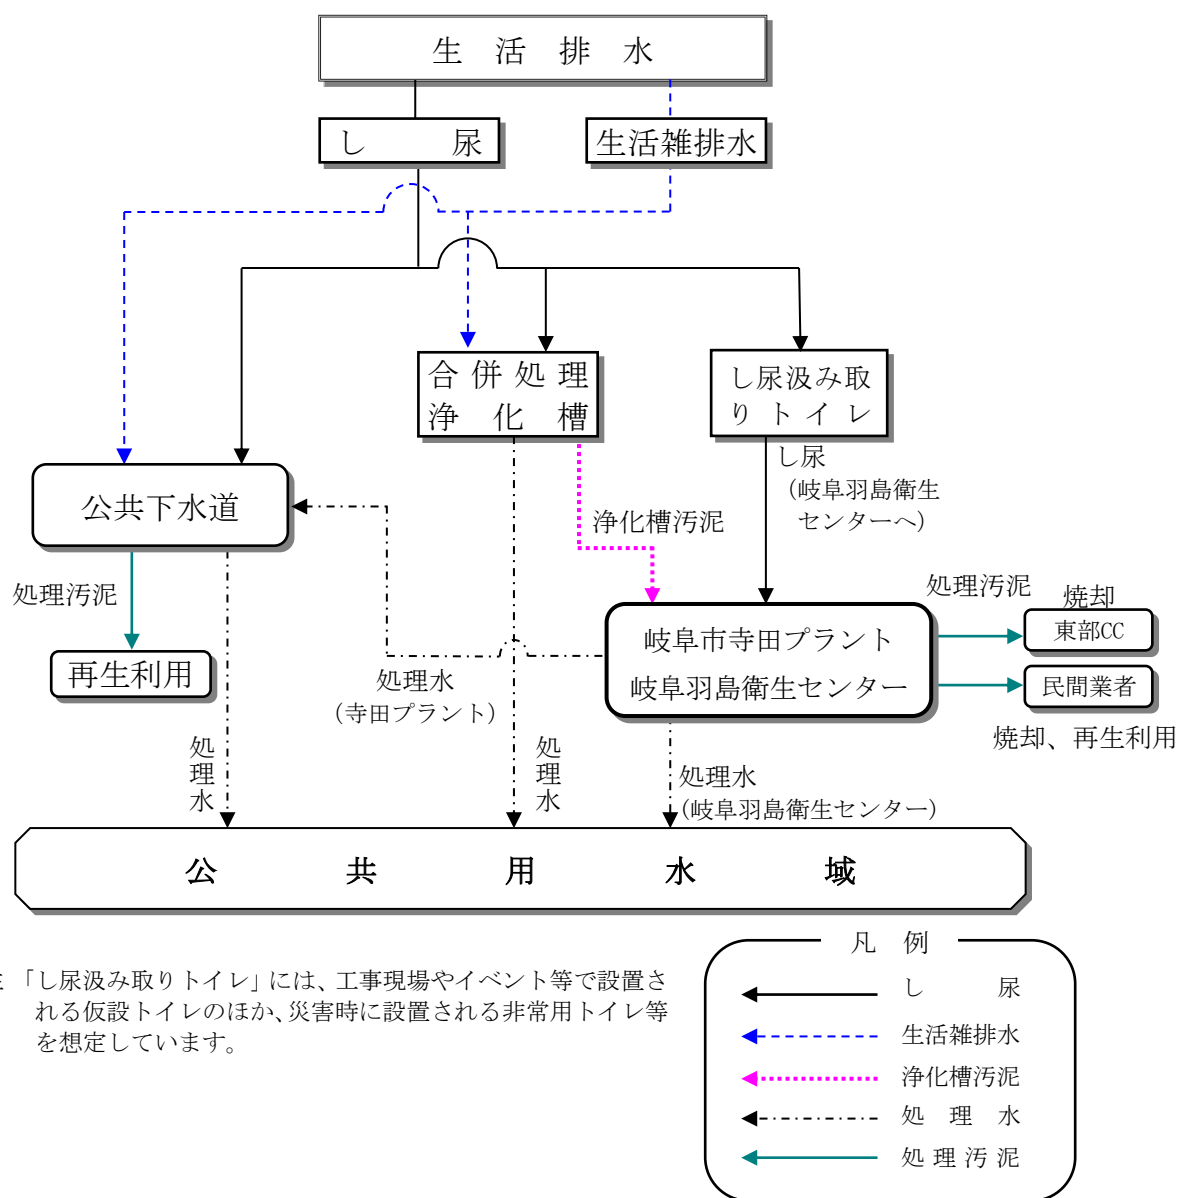 生活排水
し尿
生活雑排水
合併処理
浄化槽
し尿汲み取
りトイレ
し尿
（岐阜羽島衛生
センターへ）
公共下水道
浄化槽汚泥
処理汚泥
処理汚泥
焼却
東部CC
岐阜市寺田プラント
岐阜羽島衛生センター
民間業者
焼却、再生利用
再生利用
処理水
（寺田プラント）
処理水
処理水
処理水
（岐阜羽島衛生センター）
公共用水域
「し尿汲み取りトイレ」には、工事現場やイベント等で設置さ
れる仮設トイレのほか、災害時に設置される非常用トイレ等
を想定しています。
凡例
し尿
生活雑排水
浄化槽汚泥
処理水
処理汚泥